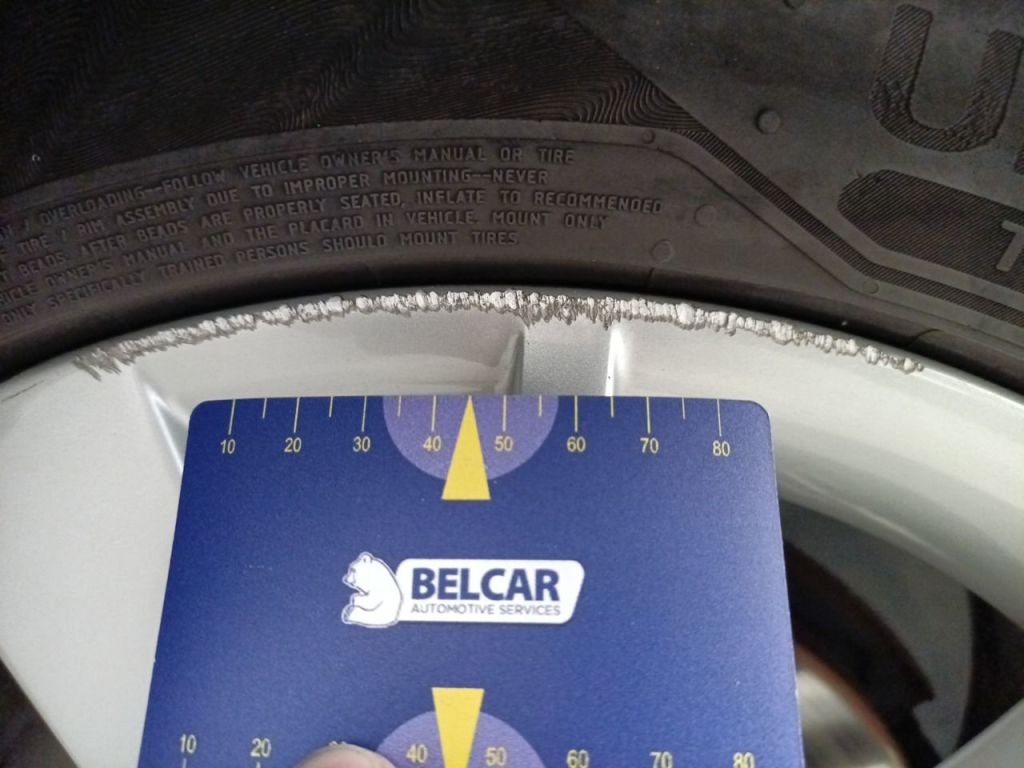 U
/ OVERLOADING--FOLLOW VEHICLE OWNER'S MANUAL OR TIRE
TIRE / RIM ASSEMBLY DUE TO IMPROPER MOUNTING--NEVER
BEADS. AFTER BEADS ARE PROPERLY SEATED, INFLATE TO RECOMMENDED
OWNER'S MANUAL AND THE PLACARD IN VEHICLE. MOUNT ONLY
ONLY SPECIFICALLY TRAINED PERSONS SHOULD MOUNT TIRES
T
10 20 30 40 50 60 70 80
BELCAR
AUTOMOTIVE SERVICES
10 20 40 50 60 70 80